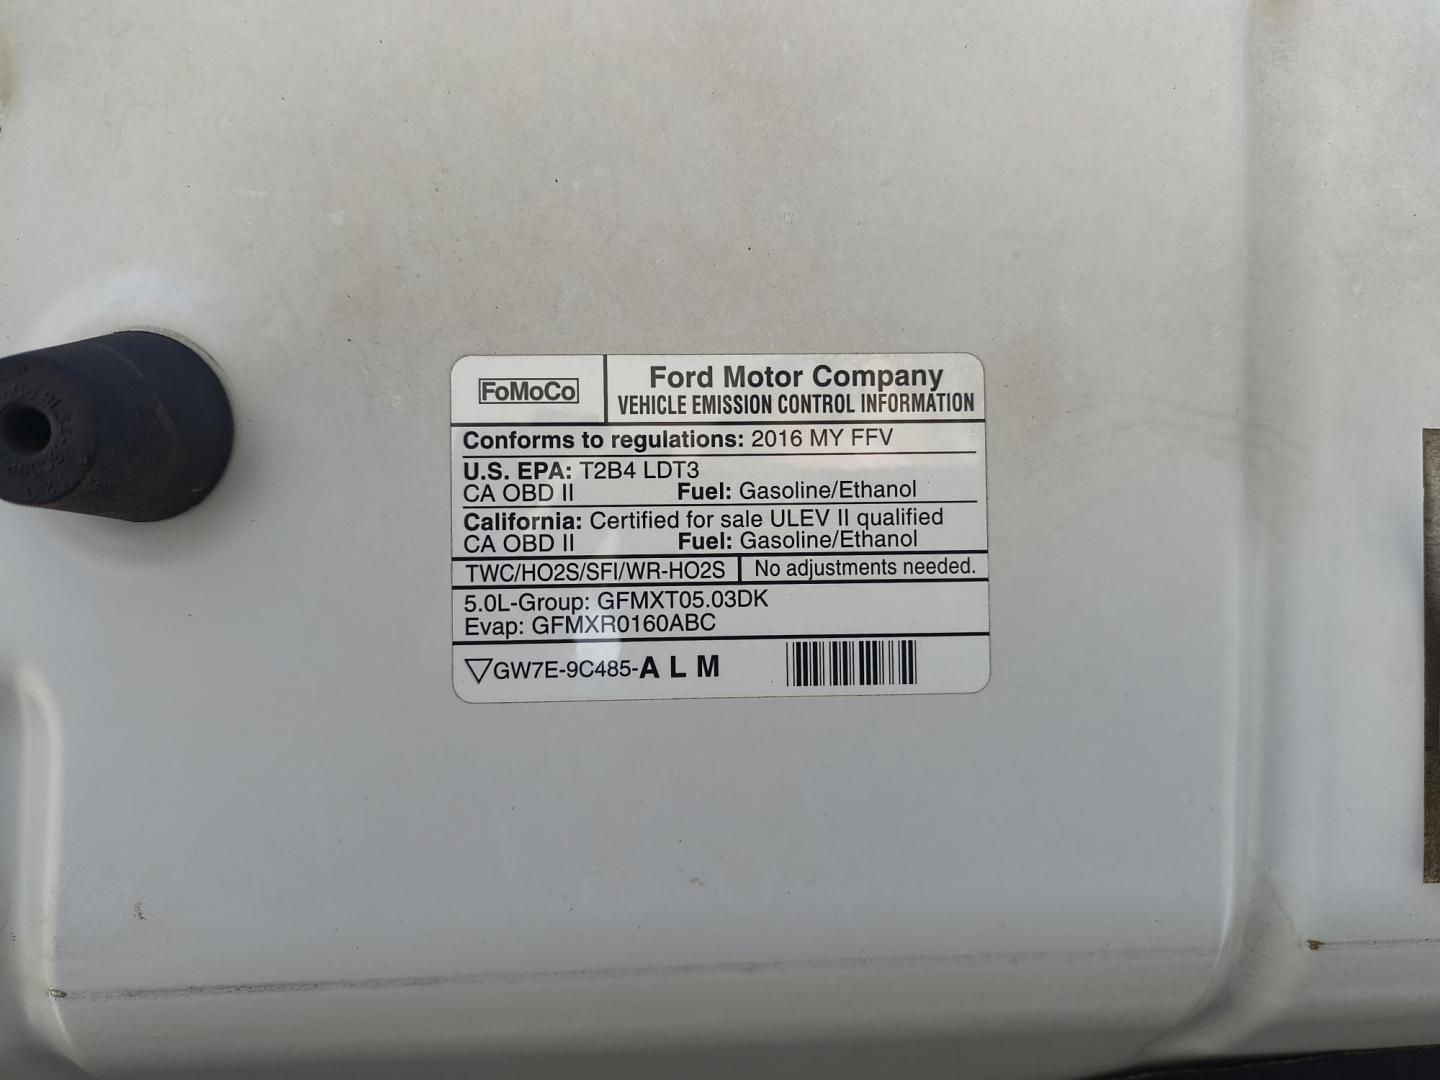 FoMoCo
Ford Motor Company
VEHICLE EMISSION CONTROL INFORMATION
Conforms to regulations: 2016 MY FFV
U.S. EPA: T2B4 LDT3
CA OBD II Fuel: Gasoline/Ethanol
California: Certified for sale ULEV II qualified
CA OBD II Fuel: Gasoline/Ethanol
TWC/HO2S/SFI/WR-HO2S No adjustments needed.
5.0L-Group: GFMXT05.03DK
Evap: GFMXR0160ABC
▽GW7E-9C485-A L M